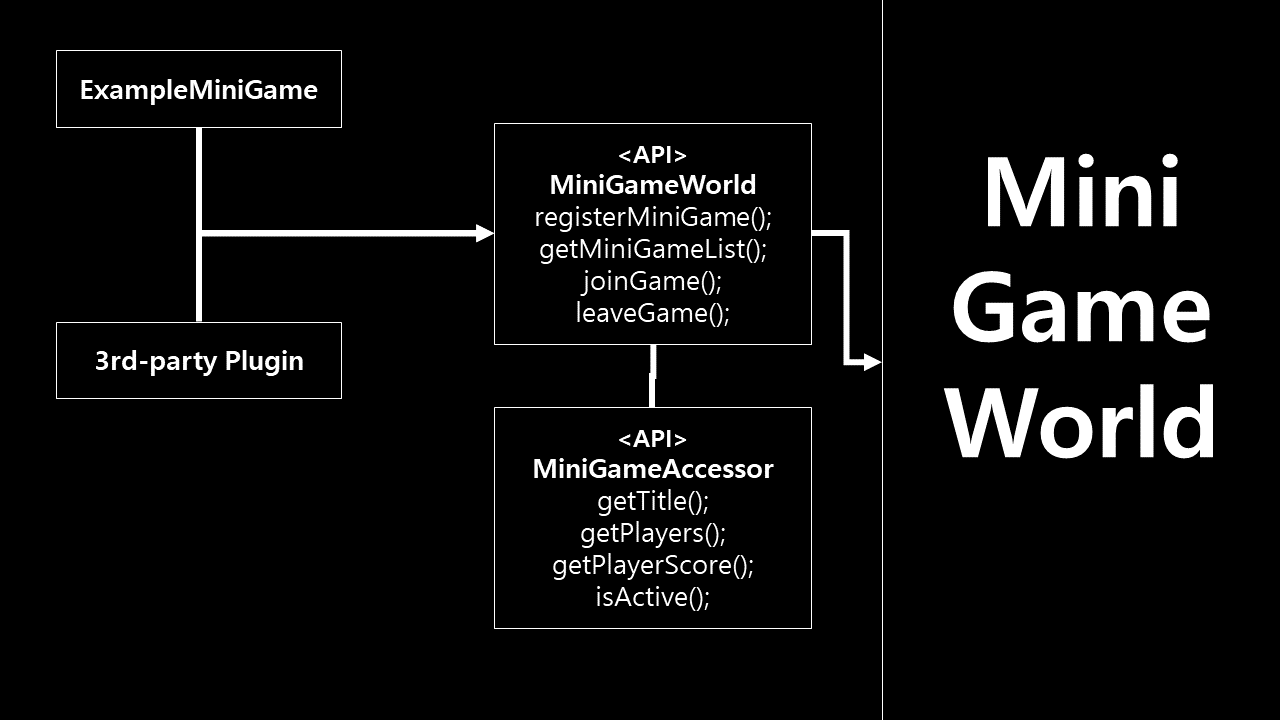 ExampleMiniGame
3rd-party Plugin
<API>
MiniGameWorld
registerMiniGame();
getMiniGameList();
joinGame();
leaveGame();
<API>
MiniGameAccessor
getTitle();
getPlayers();
getPlayerScore();
isActive();
Mini
Game
World